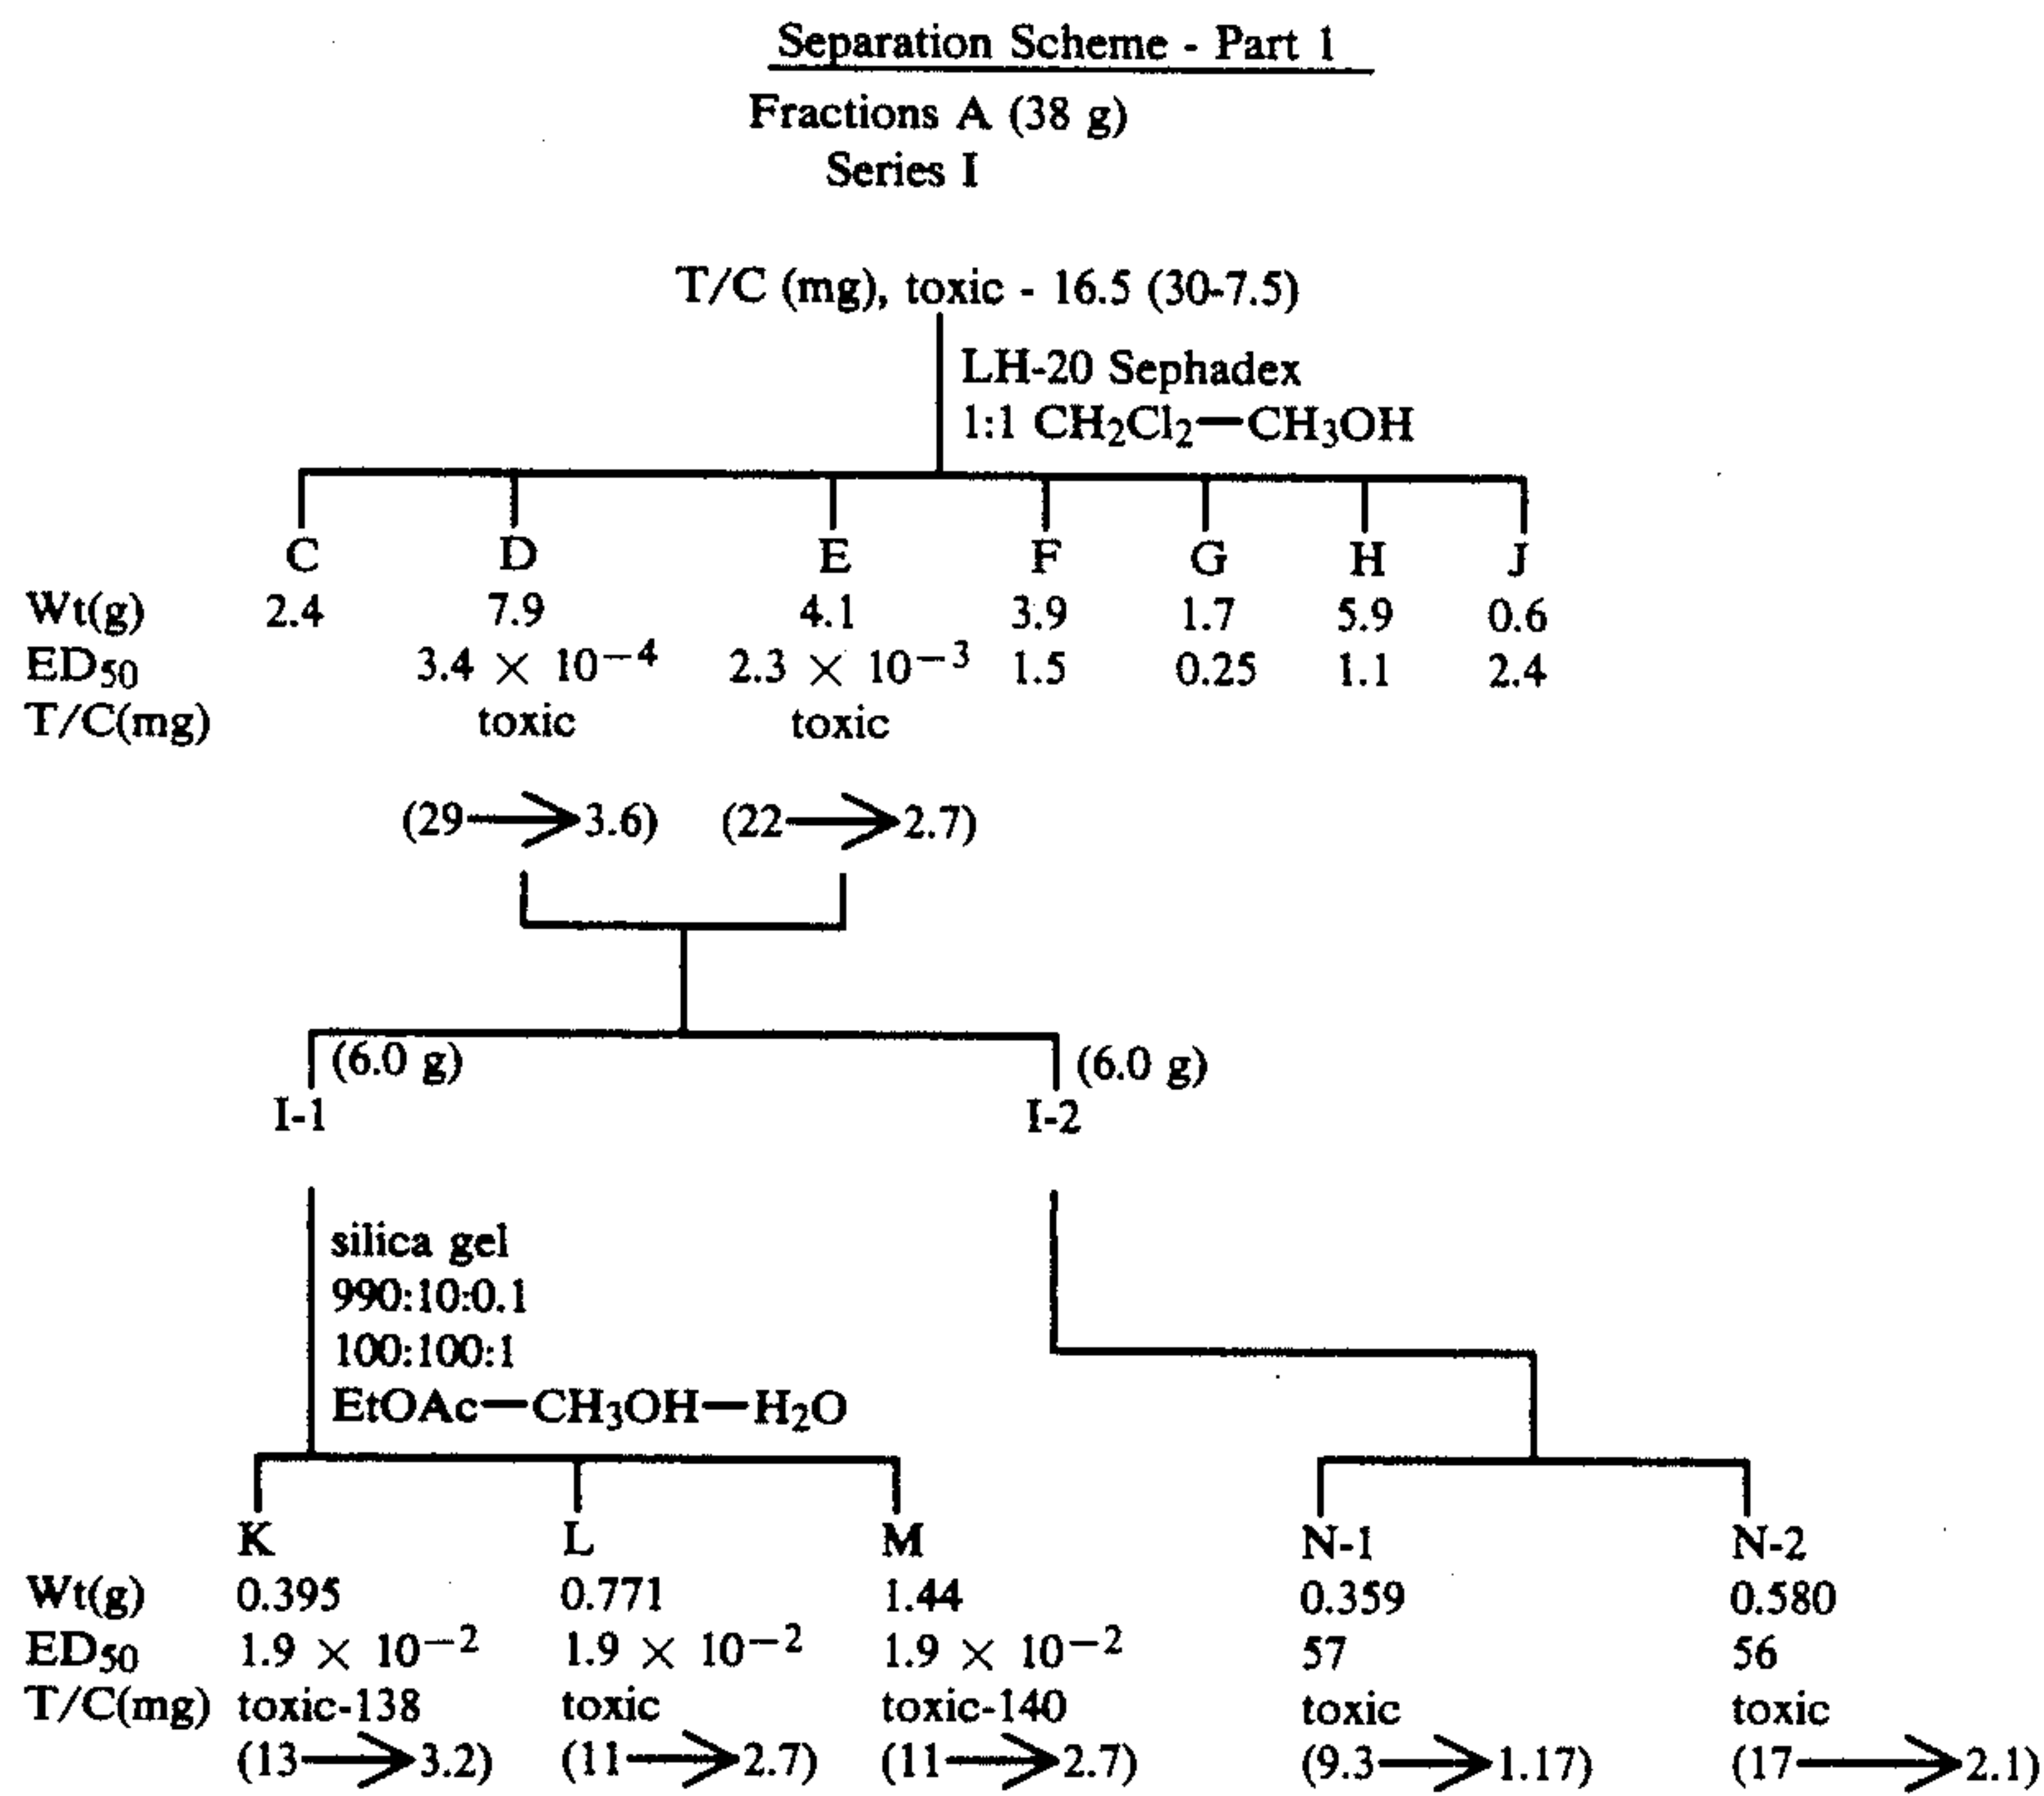 Separation Scheme - Part 1
Fractions A (38 g)
Series I
T/C (mg), toxic - 16.5 (30-7.5)
LH-20 Sephadex
1:1 CH₂Cl₂—CH₃OH
C D E F G H J
Wt(g) 2.4 7.9 4.1 3.9 1.7 5.9 0.6
ED₅₀ 3.4 × 10⁻⁴ 2.3 × 10⁻³ 1.5 0.25 1.1 2.4
T/C(mg) toxic toxic
(29→3.6) (22→2.7)
(6.0 g) (6.0 g)
I-1 I-2
silica gel
990:10:0.1
100:100:1
EtOAc—CH₃OH—H₂O
K L M N-1 N-2
Wt(g) 0.395 0.771 1.44 0.359 0.580
ED₅₀ 1.9 × 10⁻² 1.9 × 10⁻² 1.9 × 10⁻² 57 56
T/C(mg) toxic-138 toxic toxic-140 toxic toxic
(13→3.2) (11→2.7) (11→2.7) (9.3→1.17) (17→2.1)